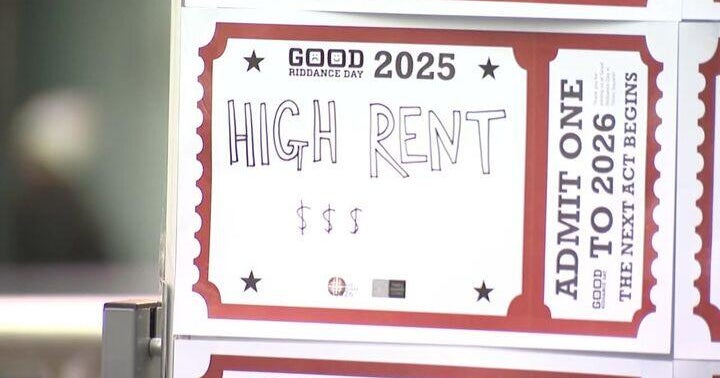 GOOD
RIDDANCE DAY
2025
HIGH RENT
$ $ $
ADMIT ONE
GOOD
RIDDANCE DAY
TO 2026
THE NEXT ACT BEGINS